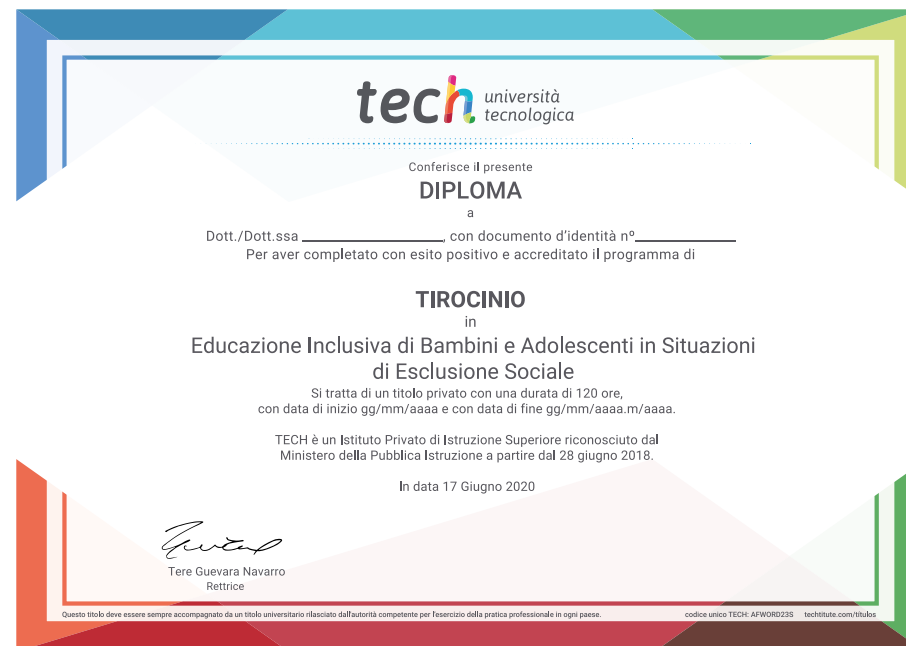 tech università
tecnologica
Conferisce il presente
DIPLOMA
a
Dott./Dott.ssa ____________________, con documento d'identità nº______________
Per aver completato con esito positivo e accreditato il programma di
TIROCINIO
in
Educazione Inclusiva di Bambini e Adolescenti in Situazioni
di Esclusione Sociale
Si tratta di un titolo privato con una durata di 120 ore,
con data di inizio gg/mm/aaaa e con data di fine gg/mm/aaaa.m/aaaa.
TECH è un Istituto Privato di Istruzione Superiore riconosciuto dal
Ministero della Pubblica Istruzione a partire dal 28 giugno 2018.
In data 17 Giugno 2020
Tere Guevara Navarro
Rettrice
Questo titolo deve essere sempre accompagnato da un titolo universitario rilasciato dall'autorità competente per l'esercizio della pratica professionale in ogni paese. codice unico TECH: AFWORD23S techtitute.com/titulos